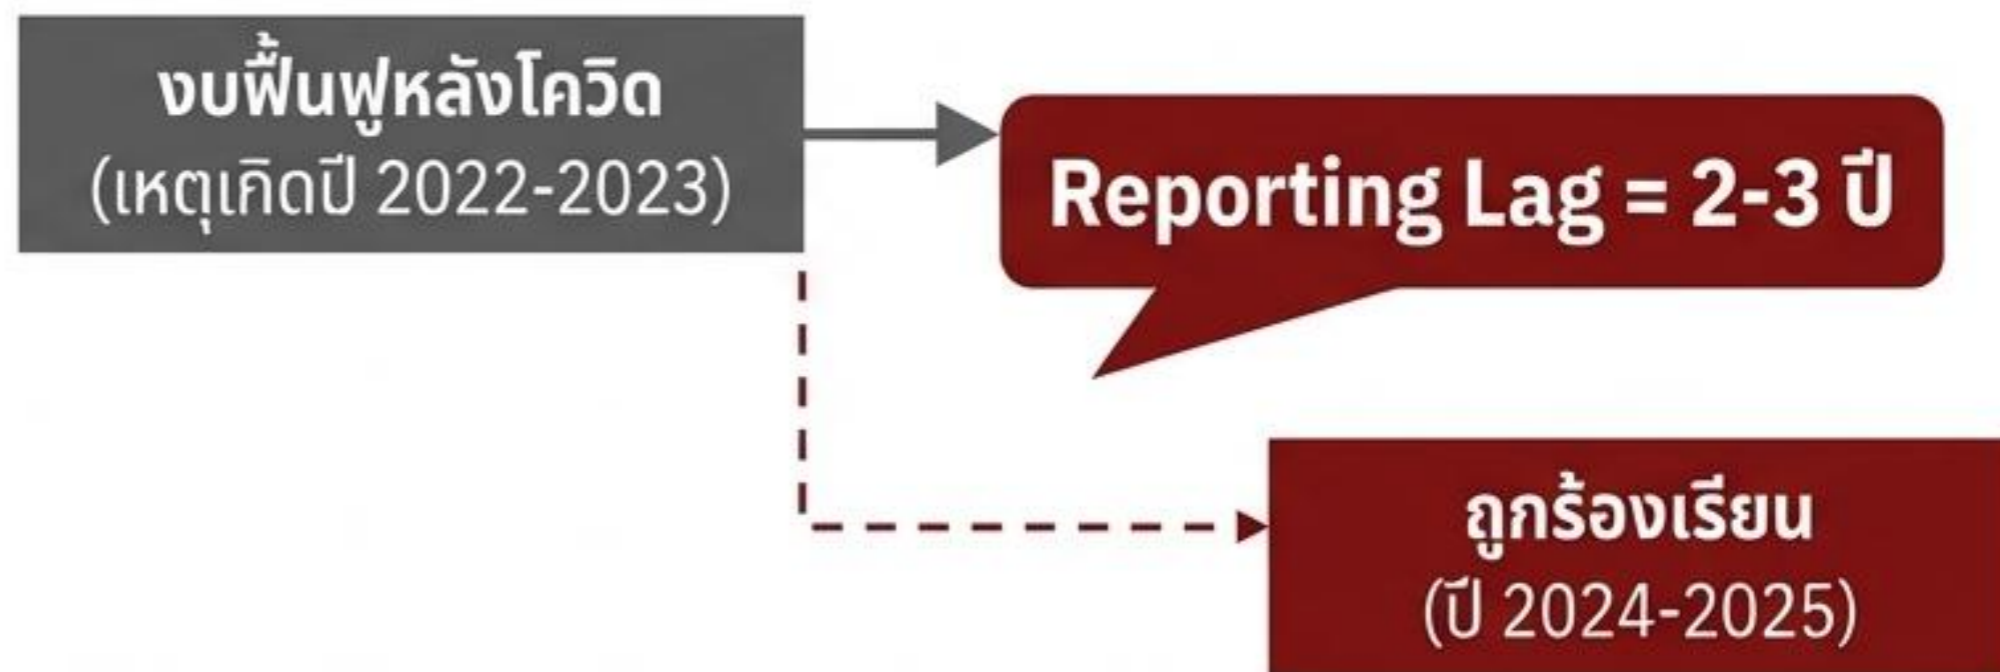 งบฟื้นฟูหลังโควิด
(เหตุเกิดปี 2022-2023)
Reporting Lag = 2-3 ปี
ถูกร้องเรียน
(ปี 2024-2025)